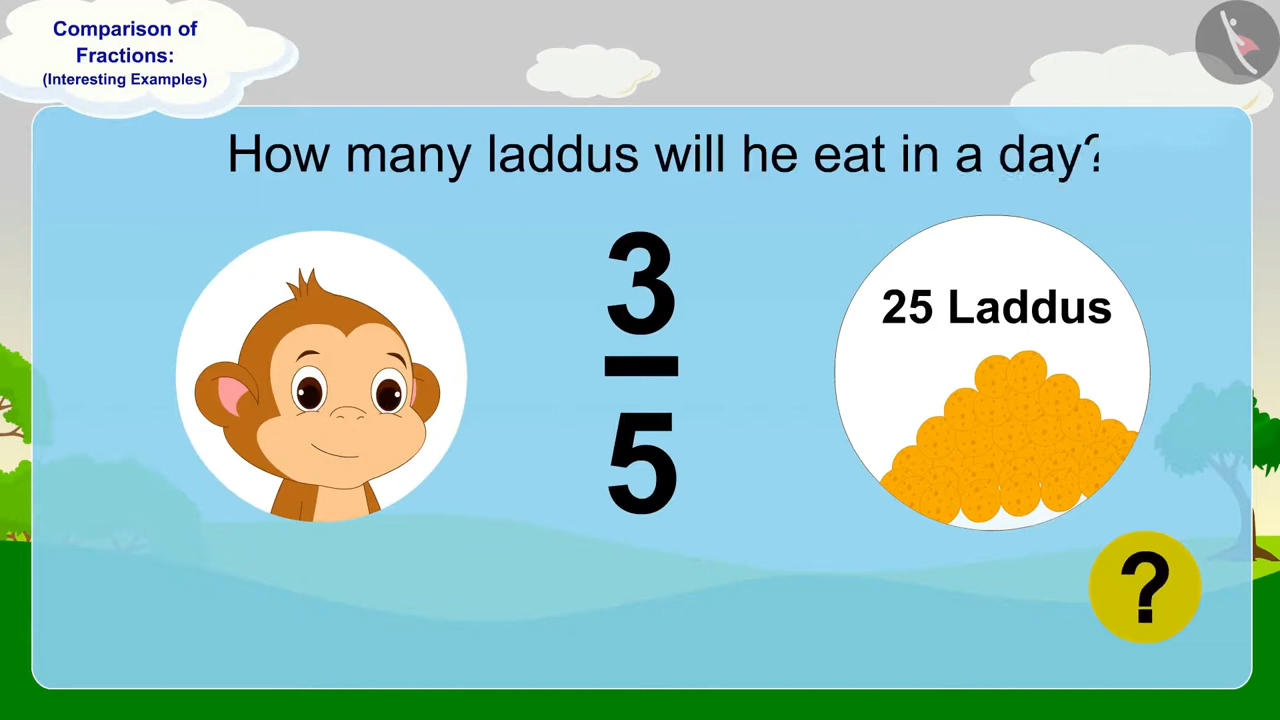 Comparison of
Fractions:
(Interesting Examples)
How many laddus will he eat in a day?
3
5
25 Laddus
?